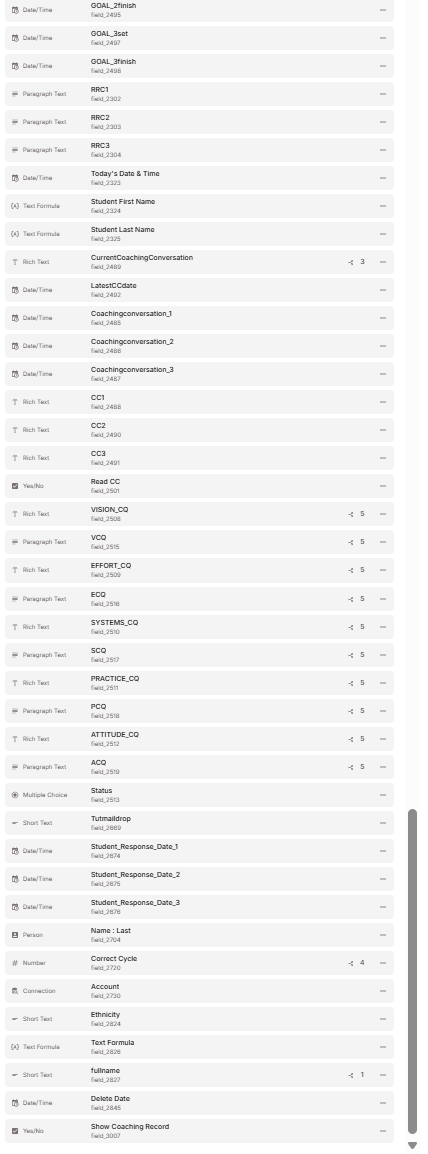 Date/Time GOAL_2finish
field_2495
Date/Time GOAL_3set
field_2497
Date/Time GOAL_3finish
field_2498
Paragraph Text RRC1
field_2302
Paragraph Text RRC2
field_2303
Paragraph Text RRC3
field_2304
Date/Time Today's Date & Time
field_2323
Text Formula Student First Name
field_2324
Text Formula Student Last Name
field_2325
Rich Text CurrentCoachingConversation 3
field_2489
Date/Time LatestCCdate
field_2492
Date/Time Coachingconversation_1
field_2485
Date/Time Coachingconversation_2
field_2486
Date/Time Coachingconversation_3
field_2487
Rich Text CC1
field_2488
Rich Text CC2
field_2490
Rich Text CC3
field_2491
Yes/No Read CC
field_2501
Rich Text VISION_CQ 5
field_2508
Paragraph Text VCQ 5
field_2515
Rich Text EFFORT_CQ 5
field_2509
Paragraph Text ECQ 5
field_2516
Rich Text SYSTEMS_CQ 5
field_2510
Paragraph Text SCQ 5
field_2517
Rich Text PRACTICE_CQ 5
field_2511
Paragraph Text PCQ 5
field_2518
Rich Text ATTITUDE_CQ 5
field_2512
Paragraph Text ACQ 5
field_2519
Multiple Choice Status
field_2513
Short Text Tutmaildrop
field_2669
Date/Time Student_Response_Date_1
field_2674
Date/Time Student_Response_Date_2
field_2675
Date/Time Student_Response_Date_3
field_2676
Person Name : Last
field_2704
Number Correct Cycle 4
field_2720
Connection Account
field_2730
Short Text Ethnicity
field_2824
Text Formula Text Formula
field_2826
Short Text fullname 1
field_2827
Date/Time Delete Date
field_2845
Yes/No Show Coaching Record
field_3007